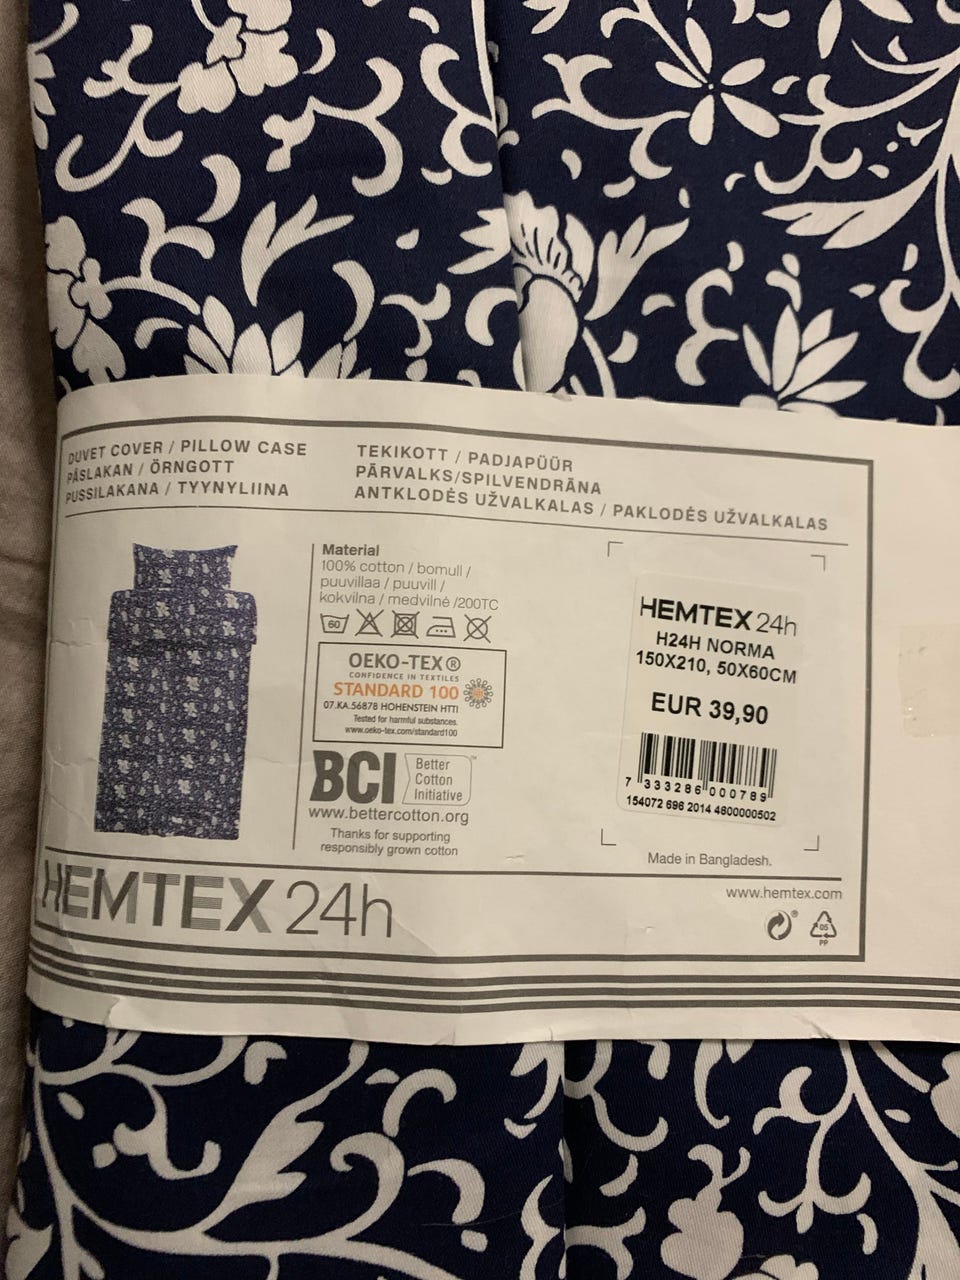 DUVET COVER / PILLOW CASE
PÅSLAKAN / ÖRNGOTT
PUSSILAKANA / TYYNYLIINA
TEKIKOTT / PADJAPÜÜR
PĀRVALKS/SPILVENDRĀNA
ANTKLODĖS UŽVALKALAS / PAKLODĖS UŽVALKALAS
Material
100% cotton / bomull /
puuvillaa / puuvill /
kokvilna / medvilnė /200TC
60
OEKO-TEX®
CONFIDENCE IN TEXTILES
STANDARD 100
07.KA.56878 HOHENSTEIN HTTI
Tested for harmful substances.
www.oeko-tex.com/standard100
BCI Better
Cotton
Initiative™
www.bettercotton.org
Thanks for supporting
responsibly grown cotton
HEMTEX 24h
H24H NORMA
150X210, 50X60CM
EUR 39,90
7 333286 000789
154072 696 2014 4800000502
Made in Bangladesh.
HEMTEX 24h
www.hemtex.com
®
05
PP